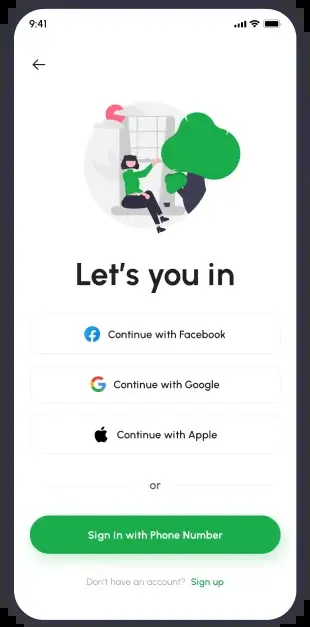 9:41
Let’s you in
Continue with Facebook
Continue with Google
Continue with Apple
or
Sign in with Phone Number
Don't have an account? Sign up